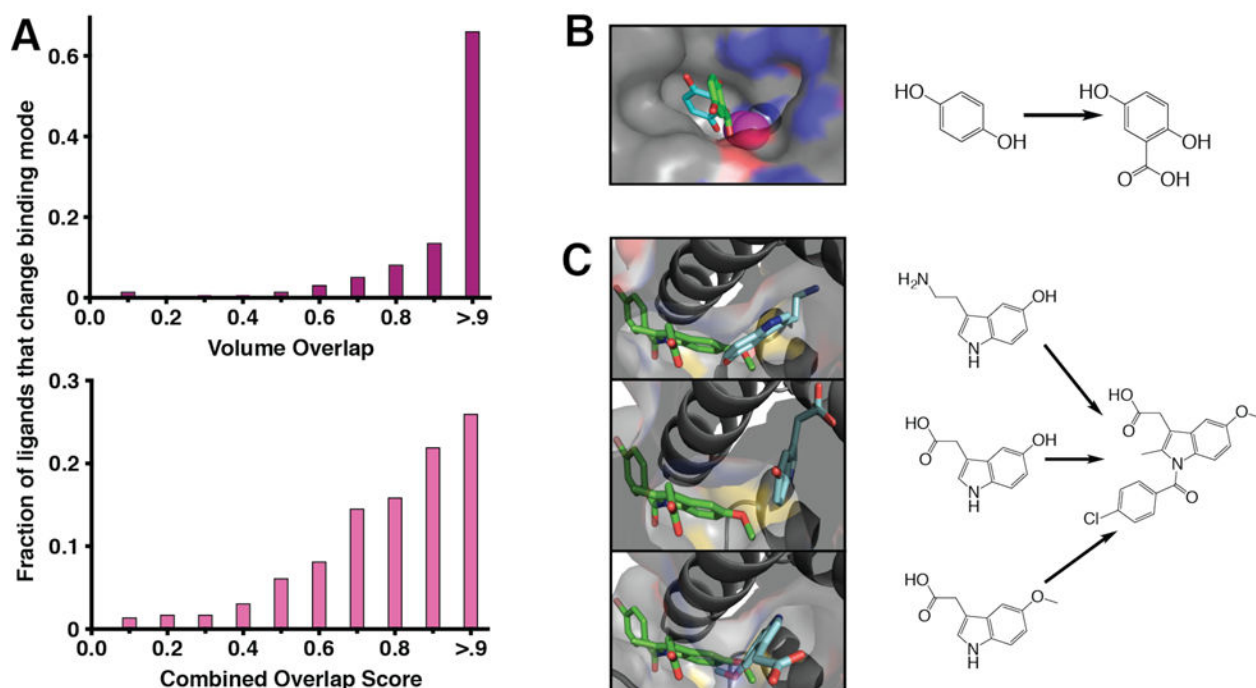 A
Fraction of ligands that change binding mode
0.6
0.4
0.2
0
0.0 0.2 0.4 0.6 0.8 >.9
Volume Overlap
0.3
0.2
0.1
0
0.0 0.2 0.4 0.6 0.8 >.9
Combined Overlap Score
B
HO
OH
HO
OH
O OH
C
H2N
OH
NH
HO
O
OH
NH
HO
O
O
NH
HO
O
O
N
O
Cl